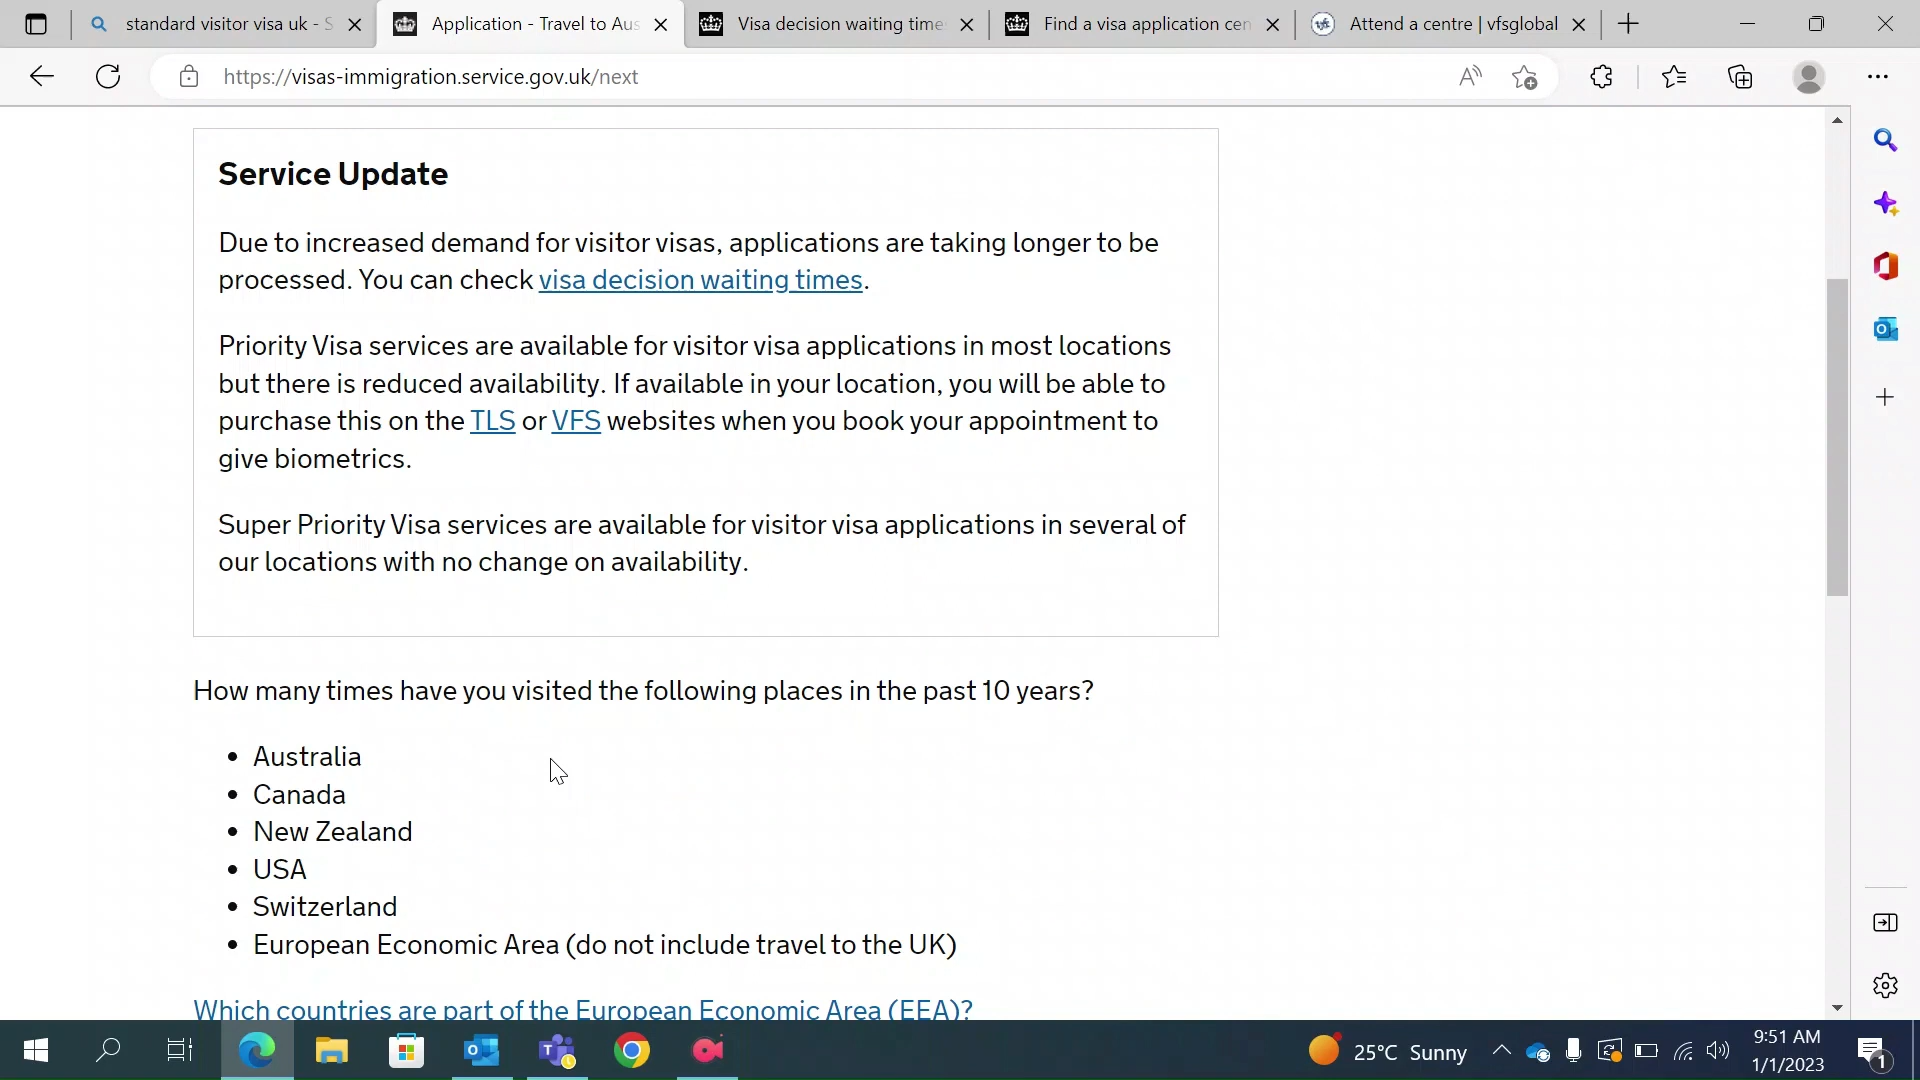 standard visitor visa uk - S
Application - Travel to Aus
Visa decision waiting time
Find a visa application cen
Attend a centre | vfsglobal
https://visas-immigration.service.gov.uk/next
Service Update
Due to increased demand for visitor visas, applications are taking longer to be
processed. You can check visa decision waiting times.
Priority Visa services are available for visitor visa applications in most locations
but there is reduced availability. If available in your location, you will be able to
purchase this on the TLS or VFS websites when you book your appointment to
give biometrics.
Super Priority Visa services are available for visitor visa applications in several of
our locations with no change on availability.
How many times have you visited the following places in the past 10 years?
• Australia
• Canada
• New Zealand
• USA
• Switzerland
• European Economic Area (do not include travel to the UK)
Which countries are part of the European Economic Area (EEA)?
25°C Sunny
9:51 AM
1/1/2023
1